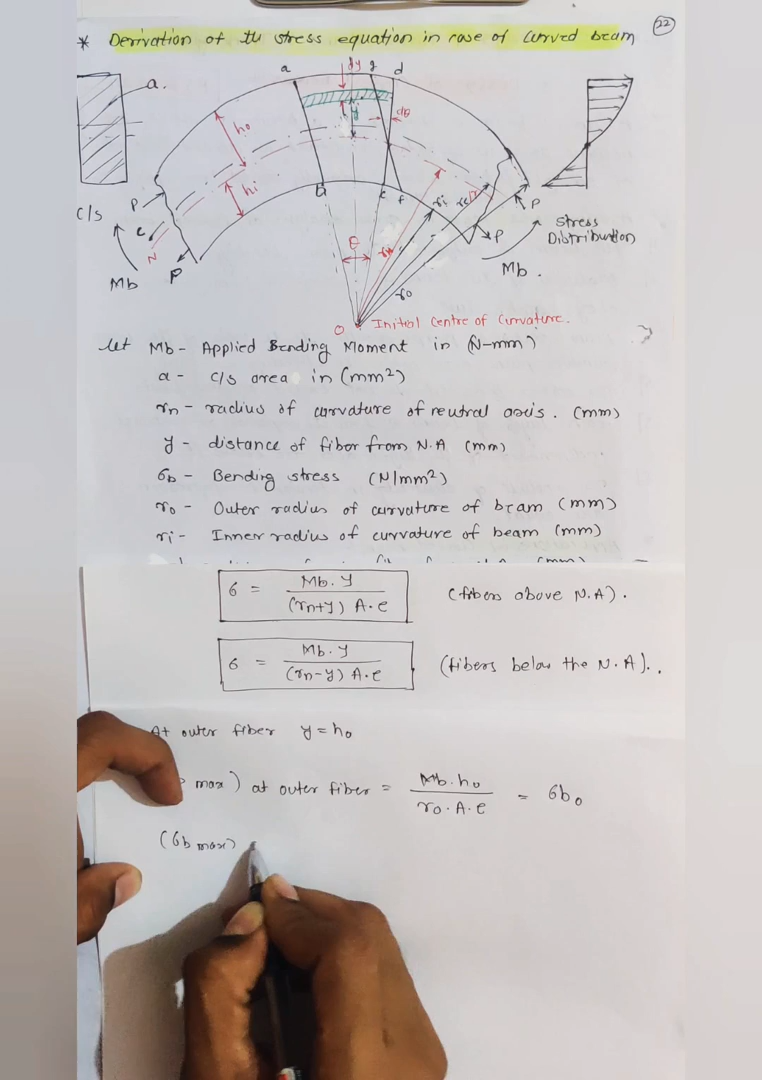 22
* Derivation of the stress equation in case of curved beam
a d y g d
a.
y dθ
ho
hi
b e f
C/s P ri P
e N P P Stress
Distribution
Mb θ rn Mb.
ro
O Initial Centre of Curvature.
let Mb - Applied Bending Moment in (N-mm)
a - c/s area in (mm²)
rn - radius of curvature of neutral axis. (mm)
y - distance of fiber from N.A (mm)
σb - Bending stress (N/mm²)
ro - Outer radius of curvature of beam (mm)
ri - Inner radius of curvature of beam (mm)
σ = Mb.y / (rn+y) A.e (fibers above N.A).
σ = Mb.y / (rn-y) A.e (fibers below the N.A).
At outer fiber y = ho
max) at outer fiber = Mb.ho / ro.A.e = σbo
(σb max)